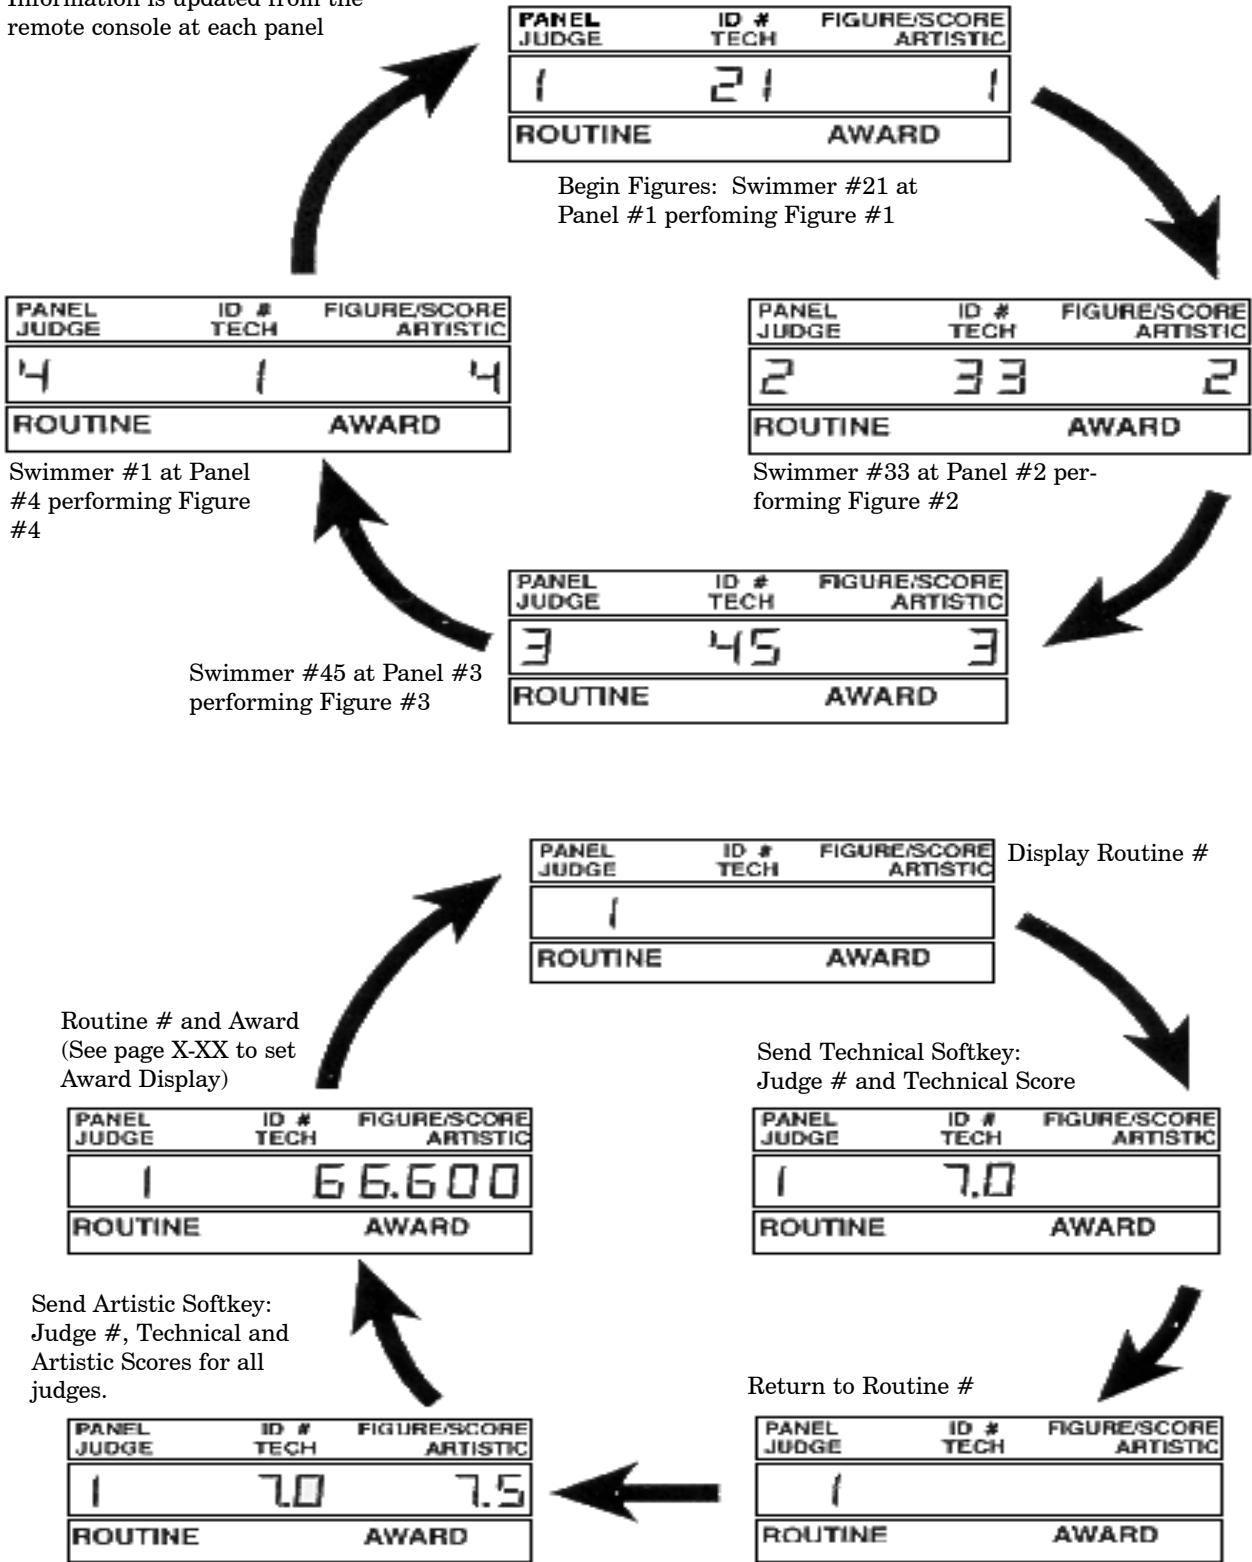 Information is updated from the
remote console at each panel
PANEL ID # FIGURE/SCORE
JUDGE TECH ARTISTIC
1 21 1
ROUTINE AWARD
Begin Figures: Swimmer #21 at
Panel #1 perfoming Figure #1
PANEL ID # FIGURE/SCORE
JUDGE TECH ARTISTIC
4 1 4
ROUTINE AWARD
Swimmer #1 at Panel
#4 performing Figure
#4
PANEL ID # FIGURE/SCORE
JUDGE TECH ARTISTIC
2 33 2
ROUTINE AWARD
Swimmer #33 at Panel #2 per-
forming Figure #2
PANEL ID # FIGURE/SCORE
JUDGE TECH ARTISTIC
3 45 3
ROUTINE AWARD
Swimmer #45 at Panel #3
performing Figure #3
PANEL ID # FIGURE/SCORE
JUDGE TECH ARTISTIC
1
ROUTINE AWARD
Display Routine #
Routine # and Award
(See page X-XX to set
Award Display)
PANEL ID # FIGURE/SCORE
JUDGE TECH ARTISTIC
1 66.600
ROUTINE AWARD
Send Technical Softkey:
Judge # and Technical Score
PANEL ID # FIGURE/SCORE
JUDGE TECH ARTISTIC
1 7.0
ROUTINE AWARD
Send Artistic Softkey:
Judge #, Technical and
Artistic Scores for all
judges.
PANEL ID # FIGURE/SCORE
JUDGE TECH ARTISTIC
1 7.0 7.5
ROUTINE AWARD
Return to Routine #
PANEL ID # FIGURE/SCORE
JUDGE TECH ARTISTIC
1
ROUTINE AWARD